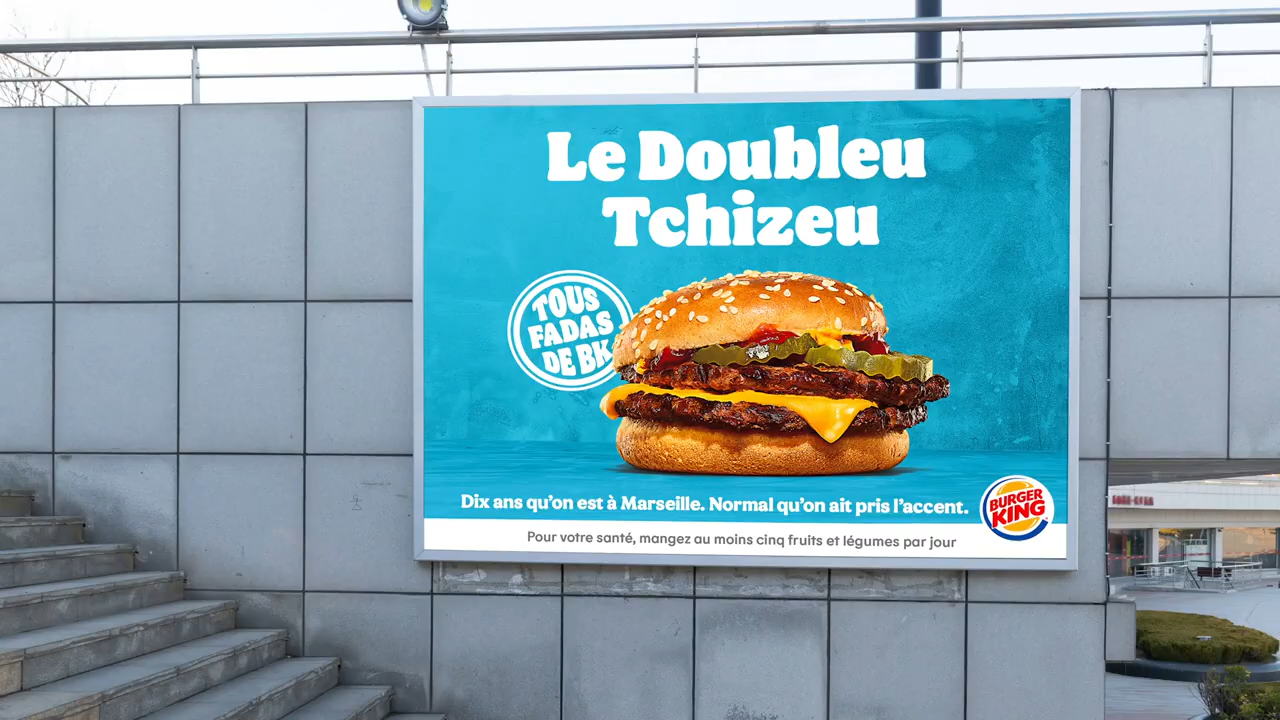 Le Doubleu
Tchizeu
TOUS
FADAS
DE BK
Dix ans qu'on est à Marseille. Normal qu'on ait pris l'accent.
BURGER
KING
Pour votre santé, mangez au moins cinq fruits et légumes par jour